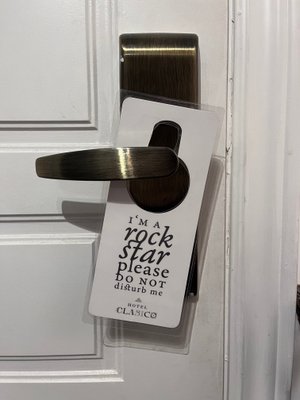 I'M A
rock
star
please
DO NOT
disturb me
HOTEL
CLASICO